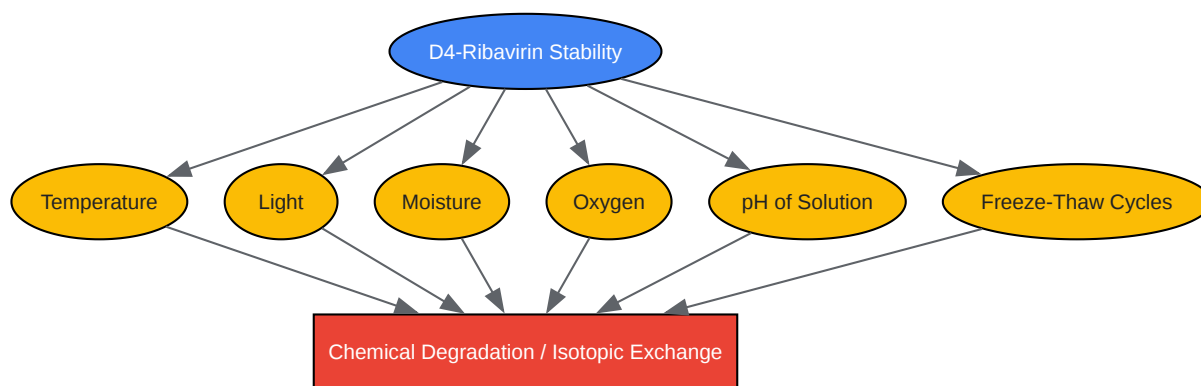 D4-Ribavirin Stability
Temperature
Light
Moisture
Oxygen
pH of Solution
Freeze-Thaw Cycles
Chemical Degradation / Isotopic Exchange